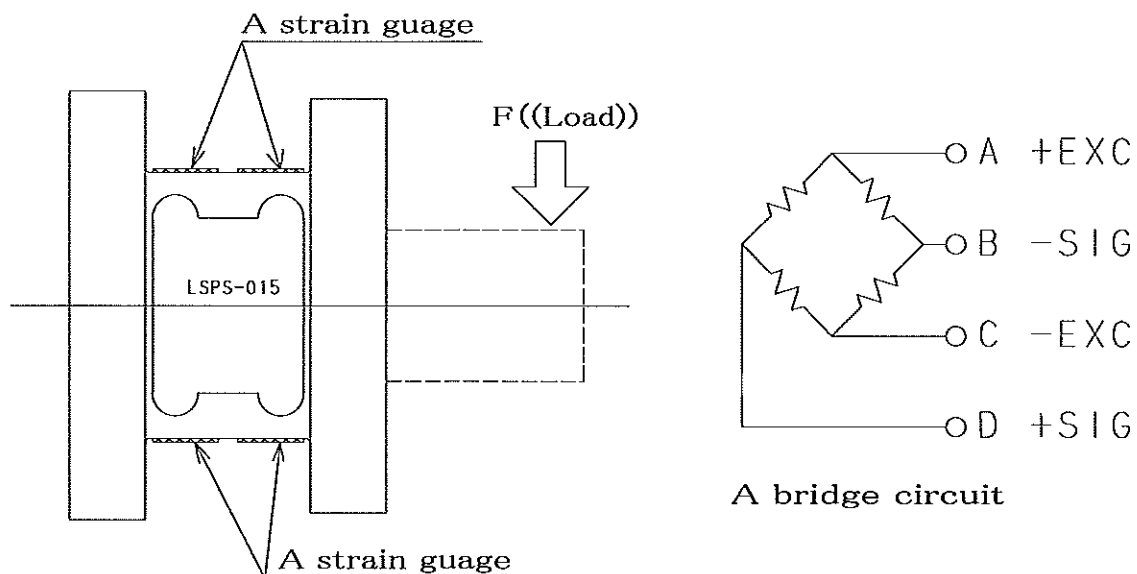 A strain guage
F((Load))
LSPS-015
A strain guage
A +EXC
B -SIG
C -EXC
D +SIG
A bridge circuit